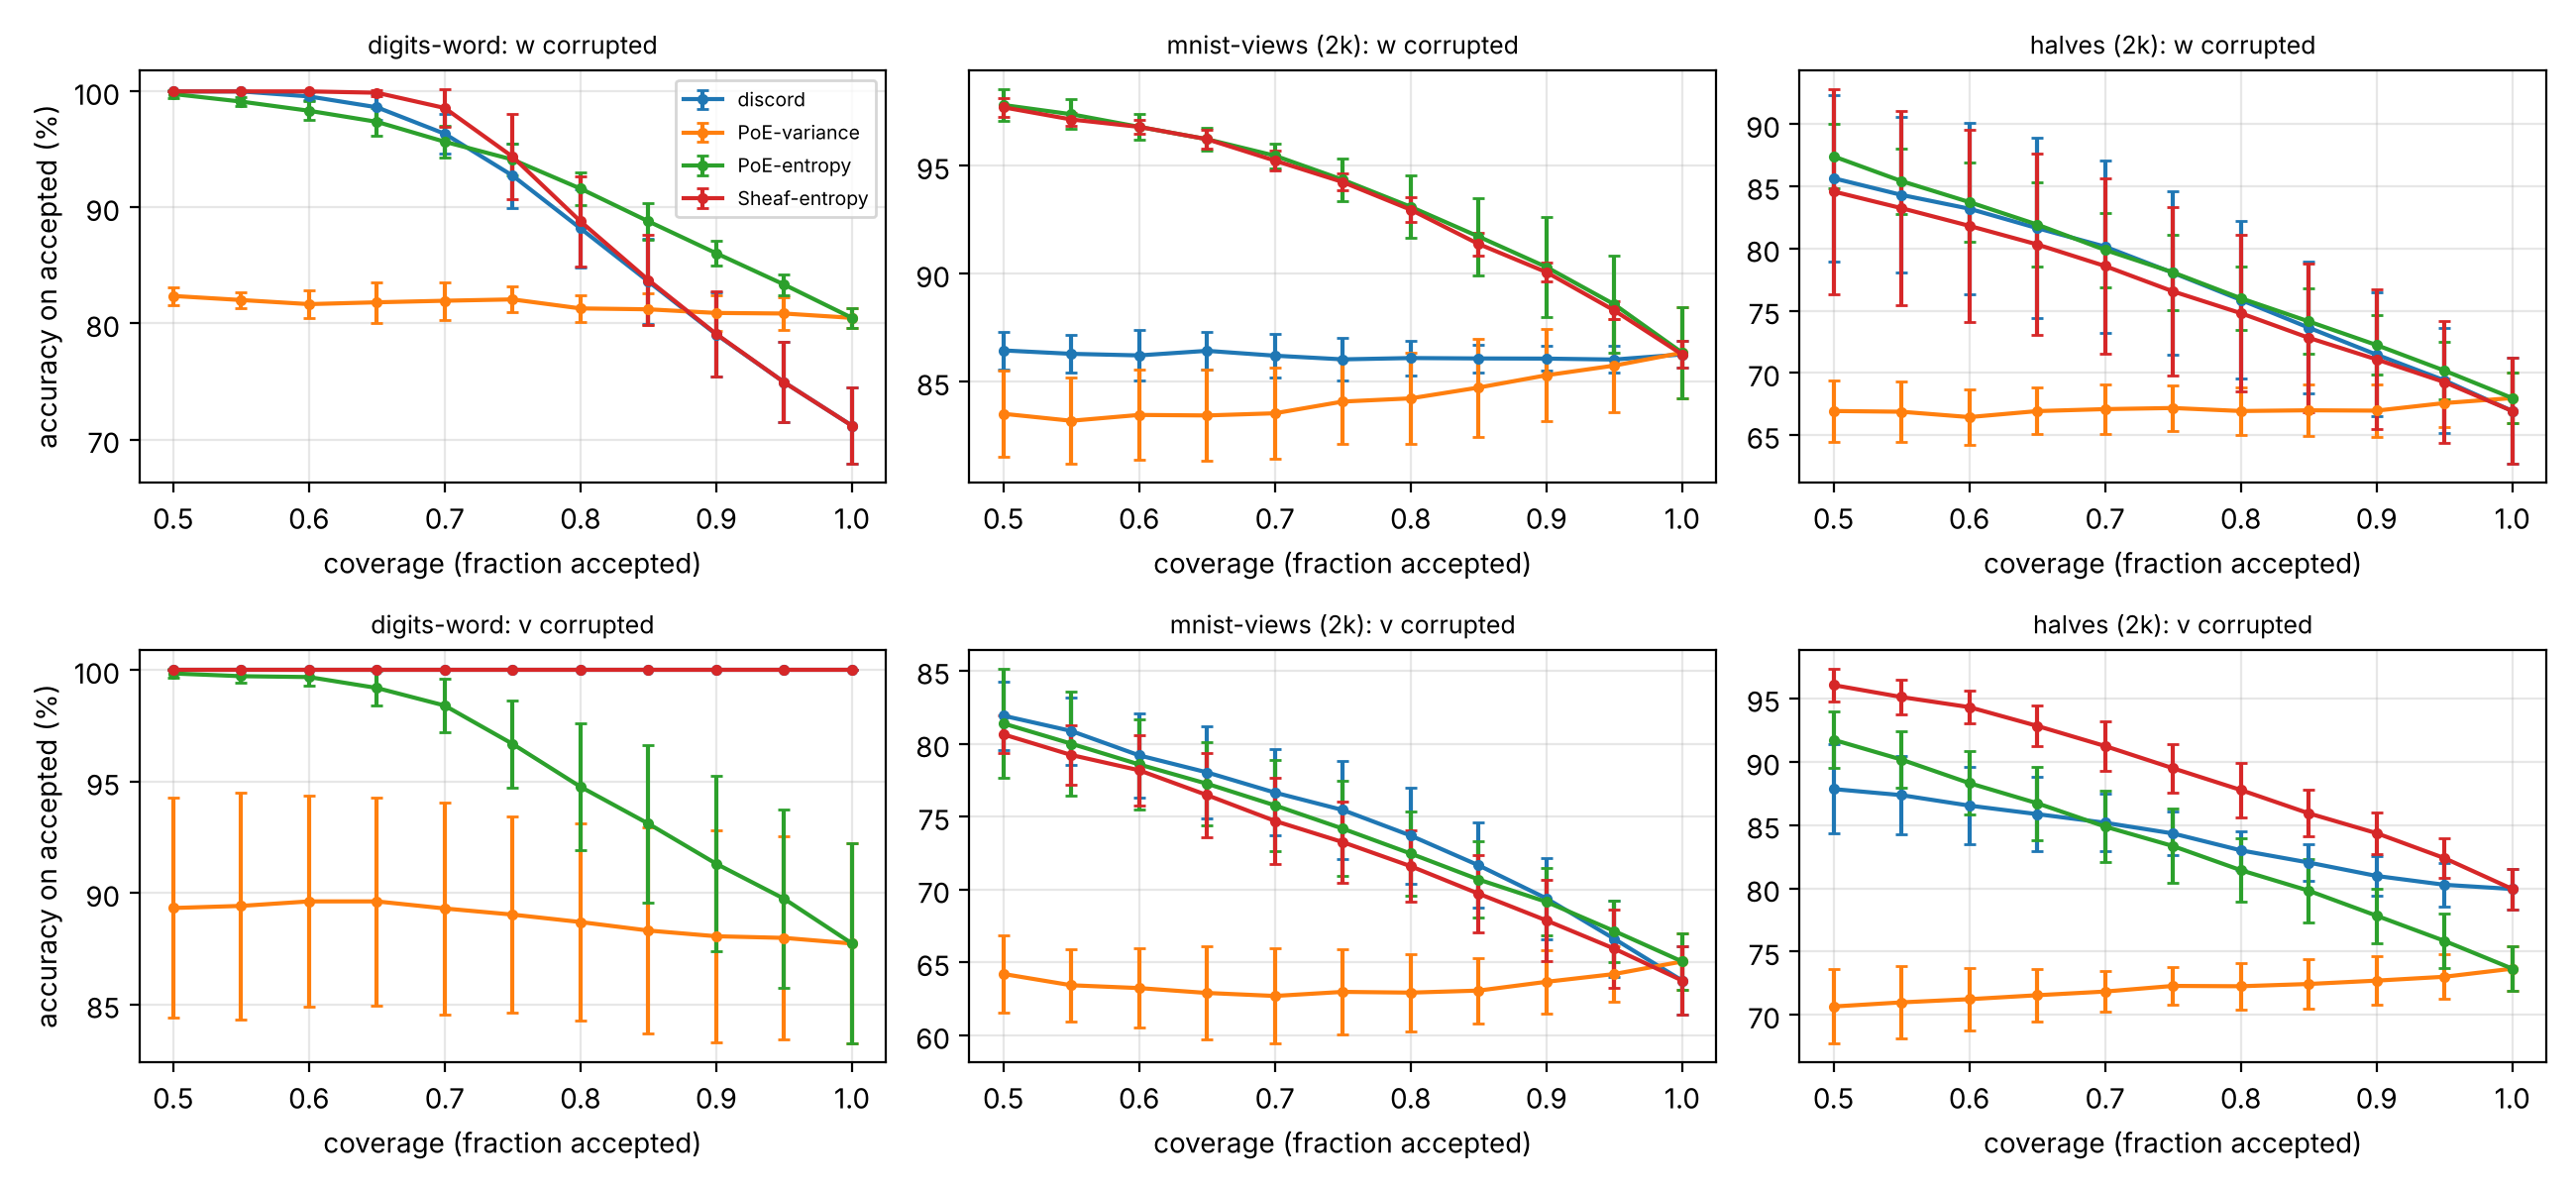 digits-word: w corrupted
accuracy on accepted (%)
100
90
80
70
discord
PoE-variance
PoE-entropy
Sheaf-entropy
0.5 0.6 0.7 0.8 0.9 1.0
coverage (fraction accepted)
mnist-views (2k): w corrupted
95
90
85
0.5 0.6 0.7 0.8 0.9 1.0
coverage (fraction accepted)
halves (2k): w corrupted
90
85
80
75
70
65
0.5 0.6 0.7 0.8 0.9 1.0
coverage (fraction accepted)
digits-word: v corrupted
accuracy on accepted (%)
100
95
90
85
0.5 0.6 0.7 0.8 0.9 1.0
coverage (fraction accepted)
mnist-views (2k): v corrupted
85
80
75
70
65
60
0.5 0.6 0.7 0.8 0.9 1.0
coverage (fraction accepted)
halves (2k): v corrupted
95
90
85
80
75
70
0.5 0.6 0.7 0.8 0.9 1.0
coverage (fraction accepted)